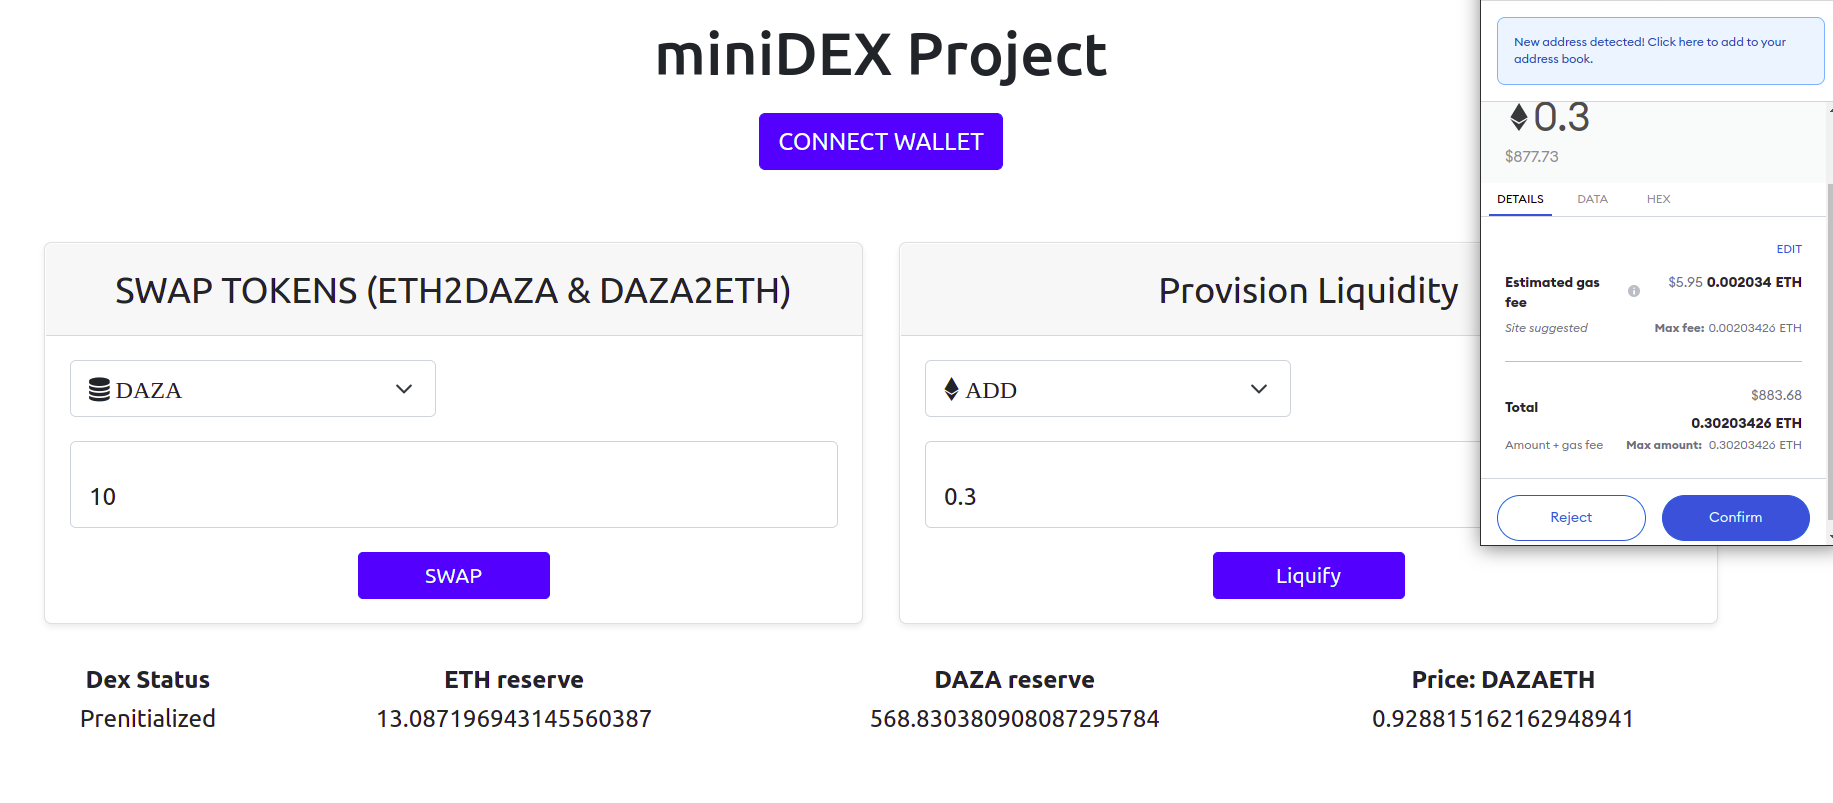 miniDEX Project
CONNECT WALLET
SWAP TOKENS (ETH2DAZA & DAZA2ETH)
DAZA
10
SWAP
Provision Liquidity
ADD
0.3
Liquify
New address detected! Click here to add to your
address book.
0.3
$877.73
DETAILS DATA HEX
EDIT
Estimated gas
fee
$5.95 0.002034 ETH
Site suggested
Max fee: 0.00203426 ETH
$883.68
Total
0.30203426 ETH
Amount + gas fee
Max amount: 0.30203426 ETH
Reject Confirm
Dex Status ETH reserve DAZA reserve Price: DAZAETH
Prenitialized 13.087196943145560387 568.830380908087295784 0.928815162162948941